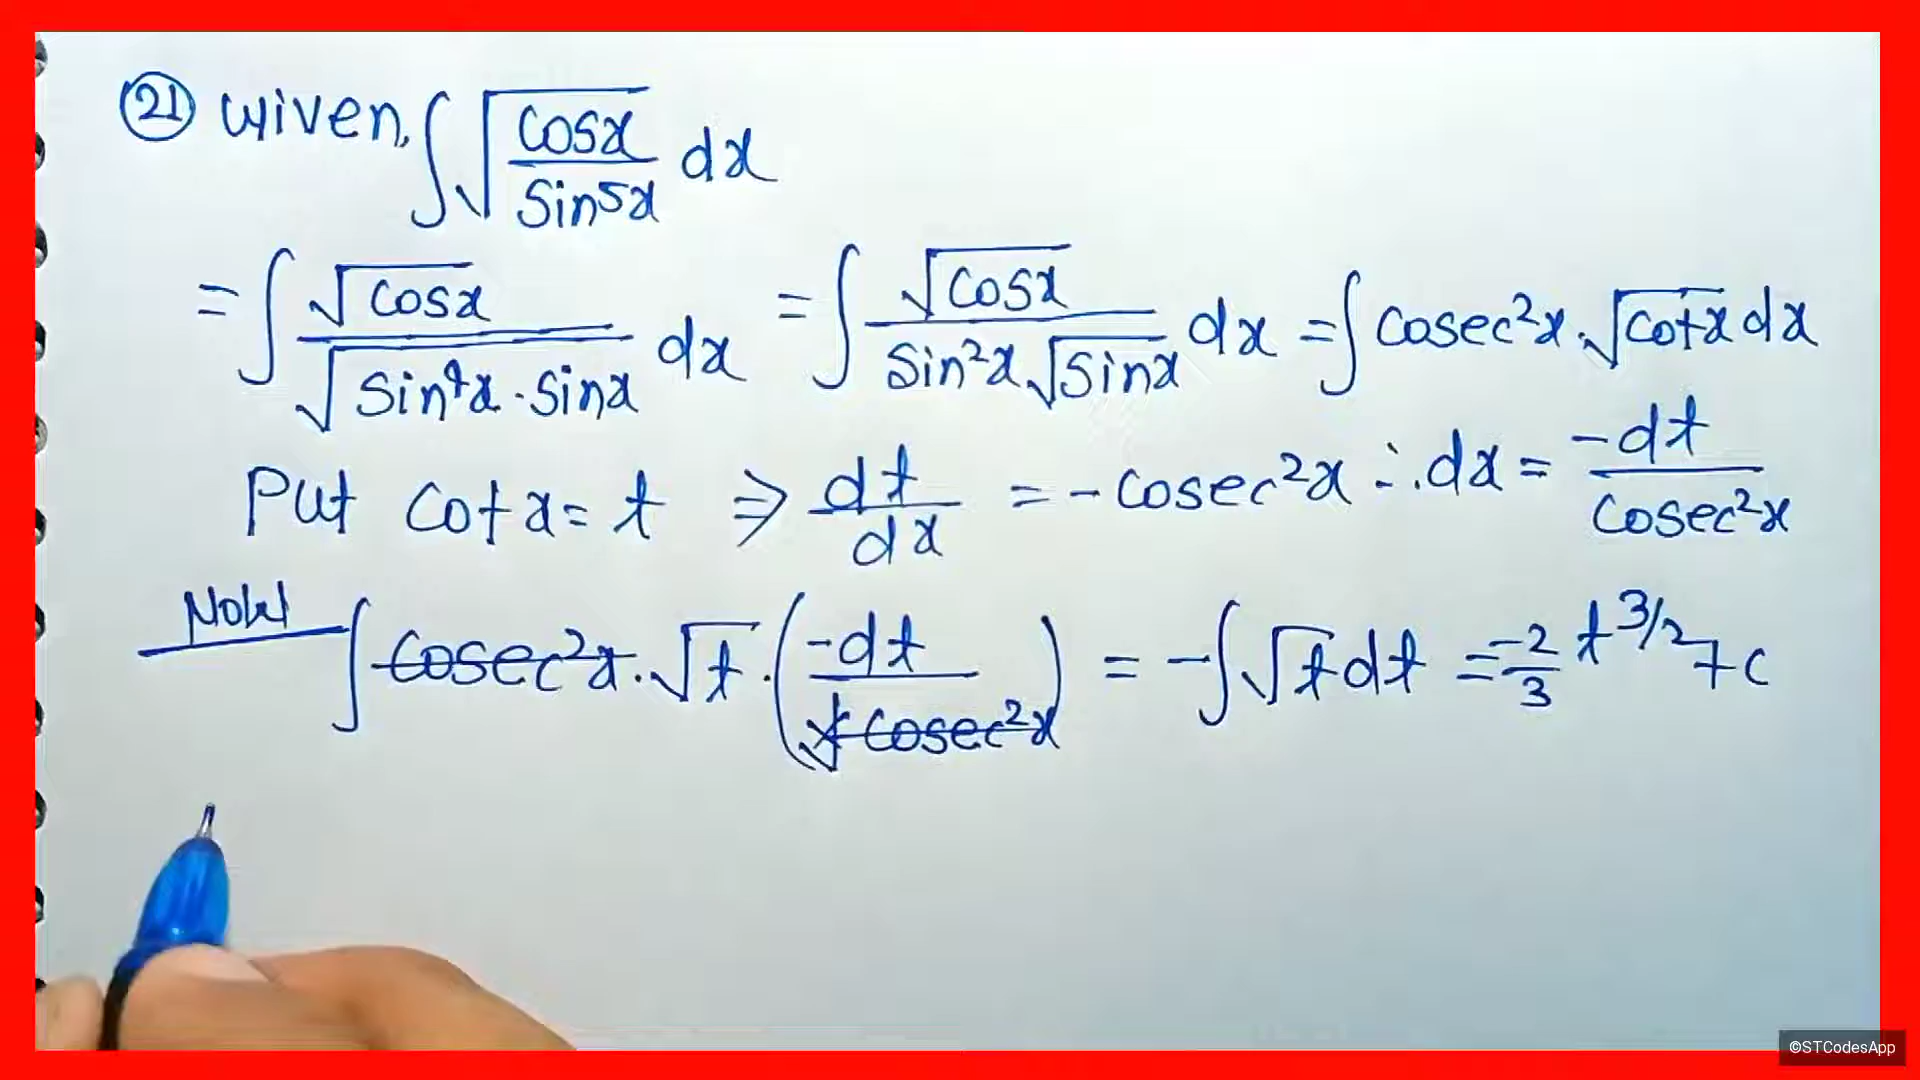 21 Given, ∫√(cosx/sin⁵x) dx
= ∫ √cosx/√(sin⁴x·sinx) dx = ∫ √cosx/(sin²x.√sinx) dx = ∫cosec²x.√cotx dx
Put cotx = t ⇒ dt/dx = -cosec²x ∴ dx = -dt/cosec²x
Now ∫cosec²x.√t.(-dt/cosec²x) = -∫√t dt = -2/3 t^3/2 + c
©STCodesApp